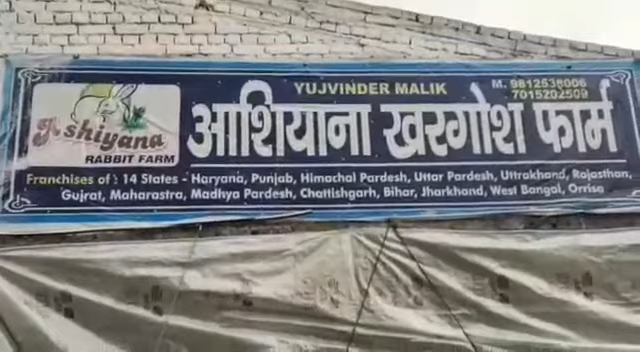 YUJVINDER MALIK
M. 9812538006
7015202509
Ashiyana
RABBIT FARM
आशियाना खरगोश फार्म
Franchises of : 14 States - Haryana, Punjab, Himachal Pardesh, Uttar Pardesh, Uttrakhand, Rojasthan,
Gujrat, Maharastra, Madhya Pardesh, Chattishgarh, Bihar, Jharkhand, West Bangal, Orrisa